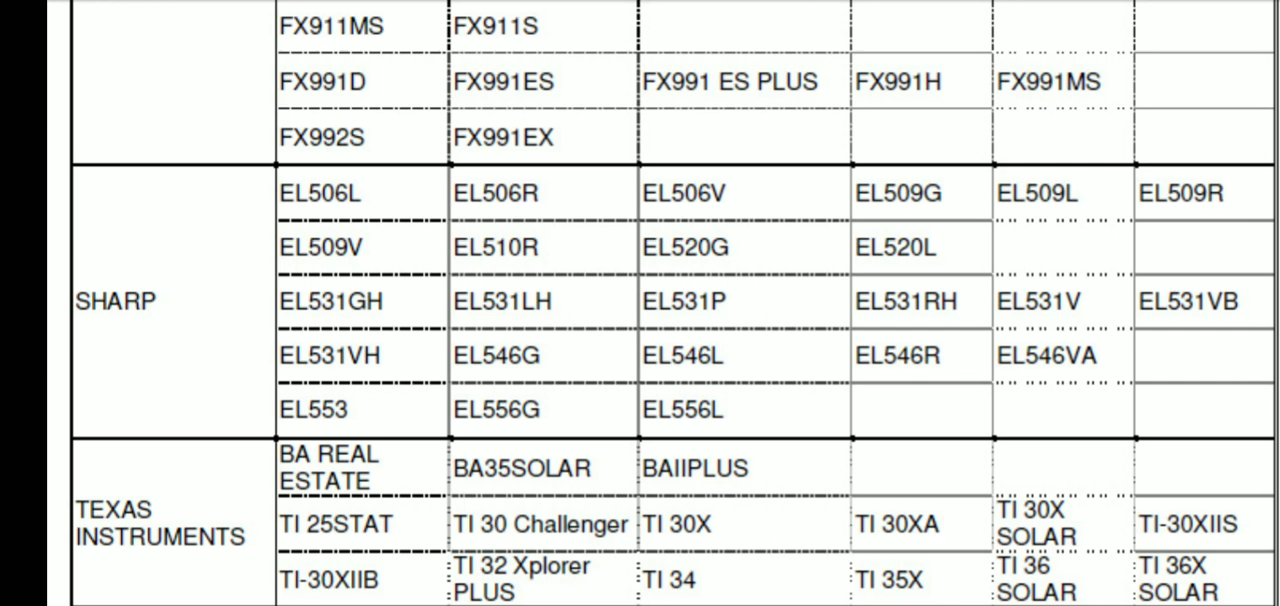 FX911MS FX911S
FX991D FX991ES FX991 ES PLUS FX991H FX991MS
FX992S FX991EX
SHARP
EL506L EL506R EL506V EL509G EL509L EL509R
EL509V EL510R EL520G EL520L
EL531GH EL531LH EL531P EL531RH EL531V EL531VB
EL531VH EL546G EL546L EL546R EL546VA
EL553 EL556G EL556L
TEXAS
INSTRUMENTS
BA REAL
ESTATE
BA35SOLAR BAIIPLUS
TI 25STAT TI 30 Challenger TI 30X TI 30XA
TI 30X
SOLAR
TI-30XIIS
TI-30XIIB
TI 32 Xplorer
PLUS
TI 34 TI 35X
TI 36
SOLAR
TI 36X
SOLAR